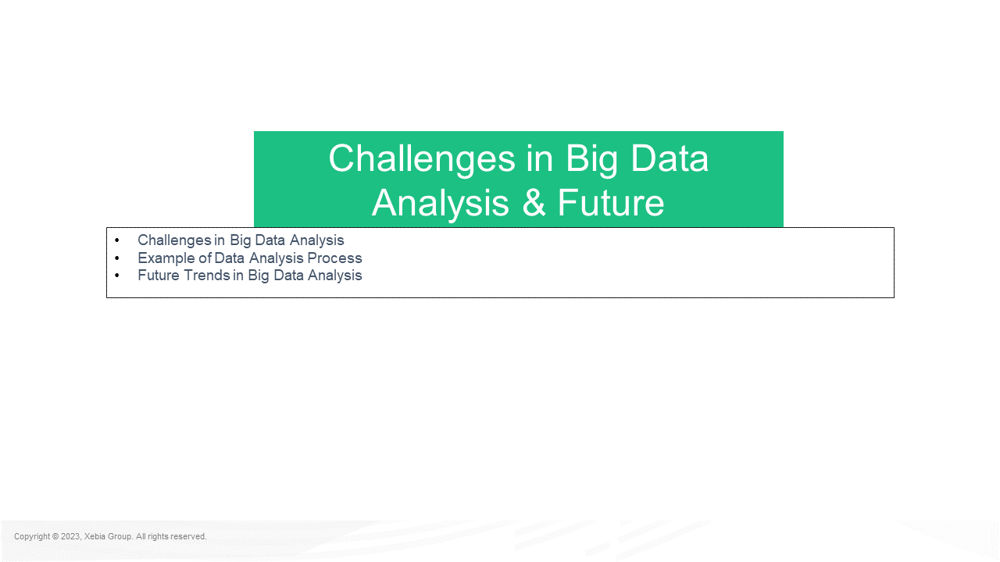 Challenges in Big Data
Analysis & Future
• Challenges in Big Data Analysis
• Example of Data Analysis Process
• Future Trends in Big Data Analysis
Copyright © 2023, Xebia Group. All rights reserved.